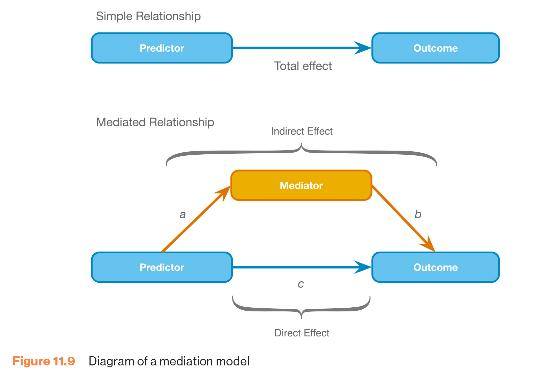 Simple Relationship
Predictor
Outcome
Total effect
Mediated Relationship
Indirect Effect
Mediator
a
b
Predictor
Outcome
c
Direct Effect
Figure 11.9 Diagram of a mediation model